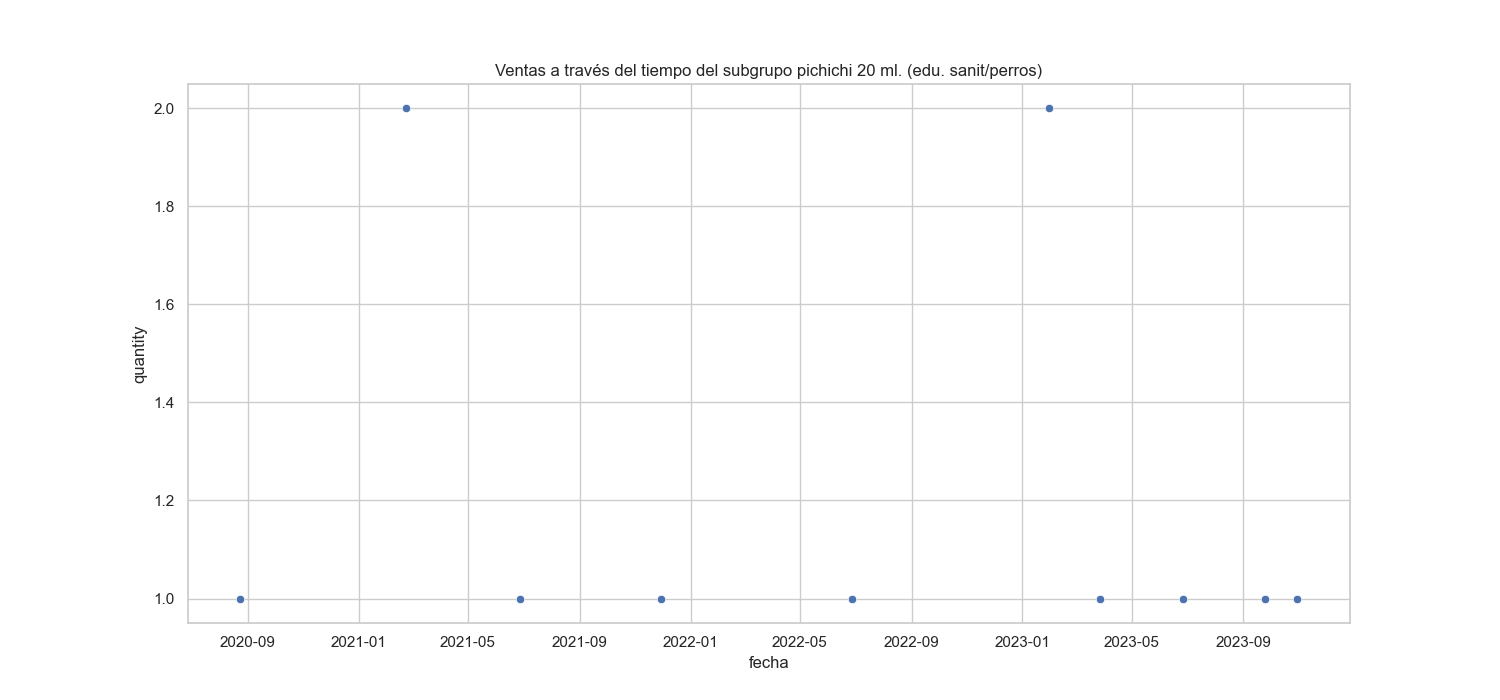 Ventas a través del tiempo del subgrupo pichichi 20 ml. (edu. sanit/perros)
quantity
2.0
1.8
1.6
1.4
1.2
1.0
2020-09 2021-01 2021-05 2021-09 2022-01 2022-05 2022-09 2023-01 2023-05 2023-09
fecha